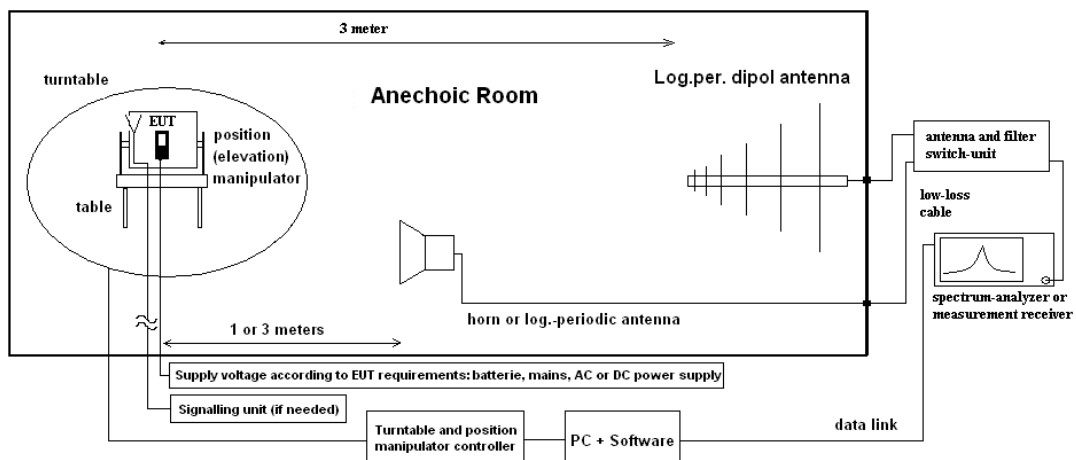 3 meter
turntable
Log.per. dipol antenna
Anechoic Room
EUT
position
(elevation)
manipulator
antenna and filter
switch-unit
table
low-loss
cable
spectrum-analyzer or
measurement receiver
horn or log.-periodic antenna
1 or 3 meters
Supply voltage according to EUT requirements: batterie, mains, AC or DC power supply
Signalling unit (if needed)
Turntable and position
manipulator controller
PC + Software
data link